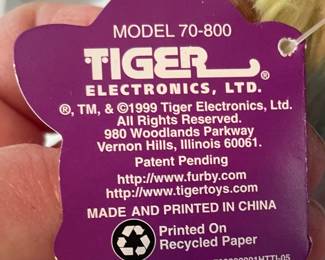 MODEL 70-800
TIGER
ELECTRONICS, LTD.
®, TM, & ©1999 Tiger Electronics, Ltd.
All Rights Reserved.
980 Woodlands Parkway
Vernon Hills, Illinois 60061.
Patent Pending
http://www.furby.com
http://www.tigertoys.com
MADE AND PRINTED IN CHINA
Printed On
Recycled Paper